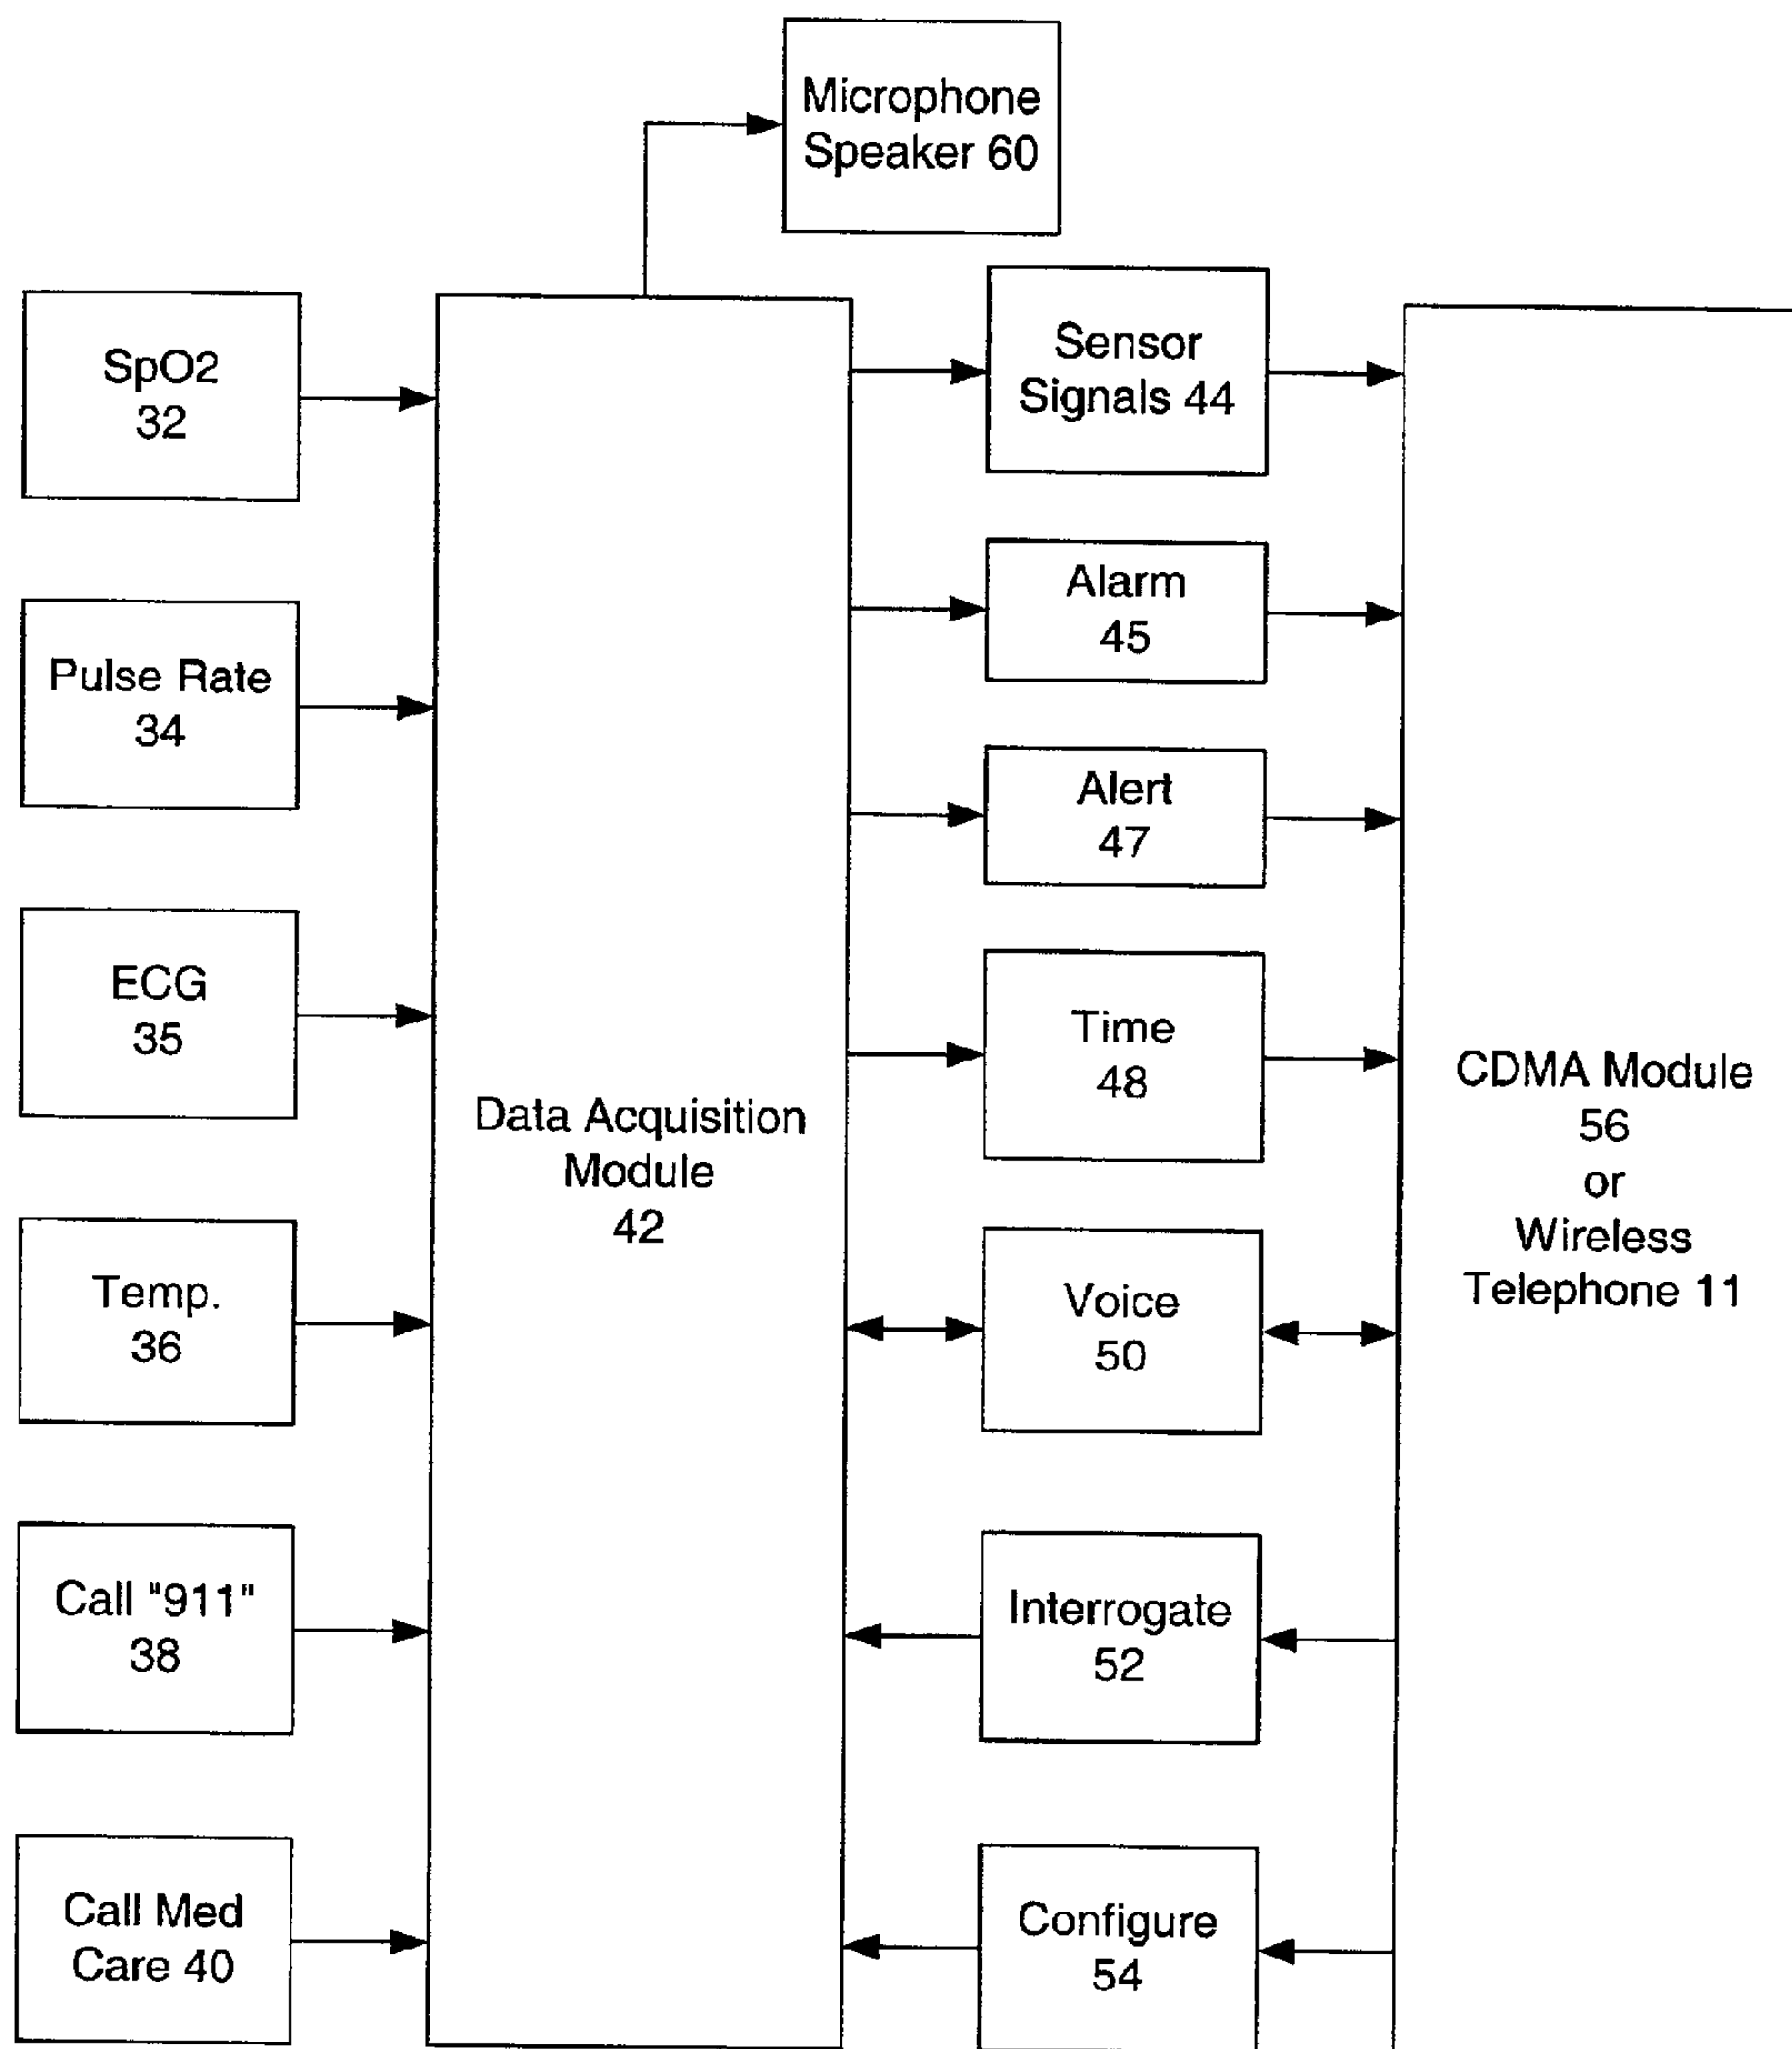 Microphone
Speaker 60
SpO2
32
Pulse Rate
34
ECG
35
Temp.
36
Call "911"
38
Call Med
Care 40
Data Acquisition
Module
42
Sensor
Signals 44
Alarm
45
Alert
47
Time
48
Voice
50
Interrogate
52
Configure
54
CDMA Module
56
or
Wireless
Telephone 11